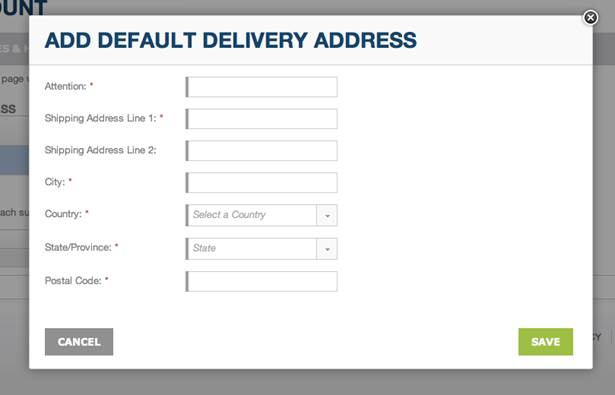 OUNT
ADD DEFAULT DELIVERY ADDRESS
ES &
page
Attention: *
SS
Shipping Address Line 1: *
Shipping Address Line 2:
City: *
ach su
Country: * Select a Country
State/Province: * State
Postal Code: *
CANCEL SAVE
CY